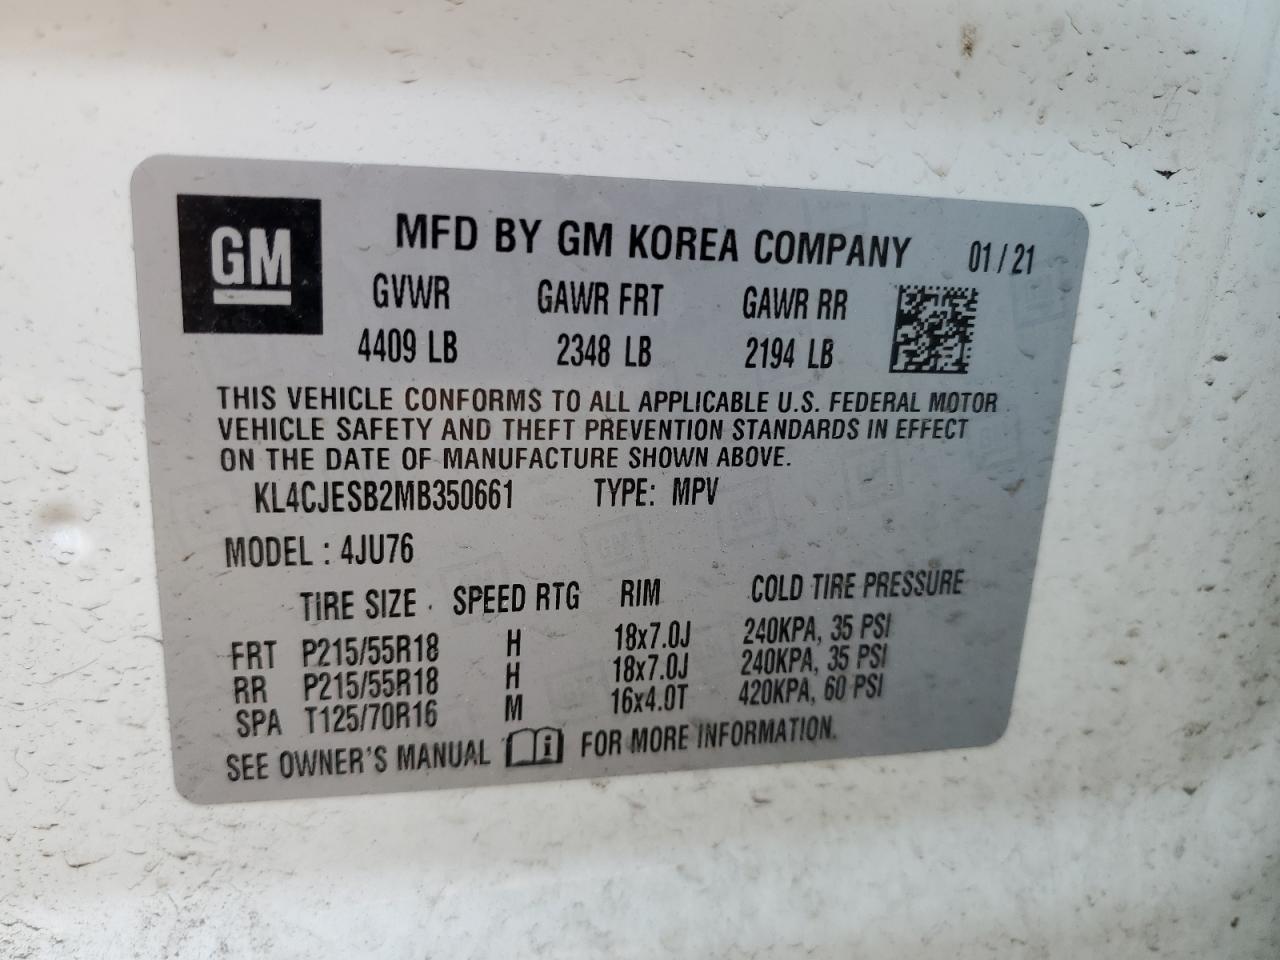 GM
MFD BY GM KOREA COMPANY 01/21
GVWR GAWR FRT GAWR RR
4409 LB 2348 LB 2194 LB
THIS VEHICLE CONFORMS TO ALL APPLICABLE U.S. FEDERAL MOTOR
VEHICLE SAFETY AND THEFT PREVENTION STANDARDS IN EFFECT
ON THE DATE OF MANUFACTURE SHOWN ABOVE.
KL4CJESB2MB350661 TYPE: MPV
MODEL : 4JU76
TIRE SIZE SPEED RTG RIM COLD TIRE PRESSURE
FRT P215/55R18 H 18x7.0J 240KPA, 35 PSI
RR P215/55R18 H 18x7.0J 240KPA, 35 PSI
SPA T125/70R16 M 16x4.0T 420KPA, 60 PSI
SEE OWNER'S MANUAL i FOR MORE INFORMATION.